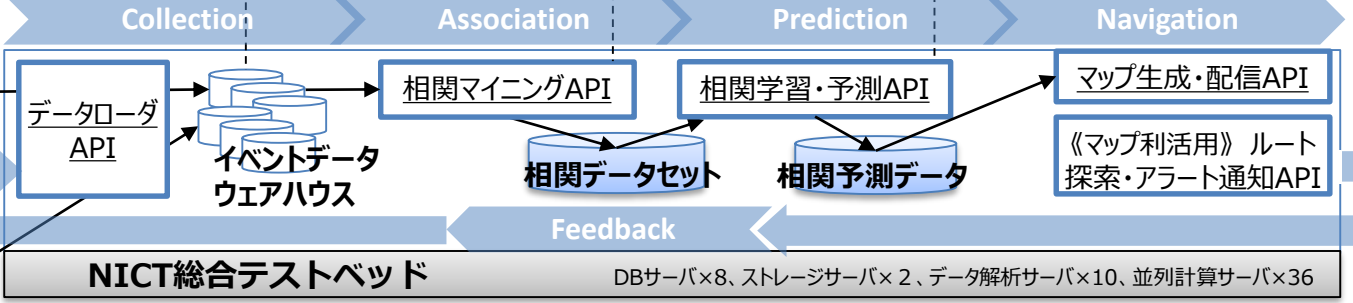 Collection
Association
Prediction
Navigation
データローダ
API
イベントデータ
ウェアハウス
相関マイニングAPI
相関データセット
相関学習・予測API
相関予測データ
マップ生成・配信API
《マップ利活用》 ルート
探索・アラート通知API
Feedback
NICT総合テストベッド
DBサーバ×8、ストレージサーバ×２、データ解析サーバ×10、並列計算サーバ×36